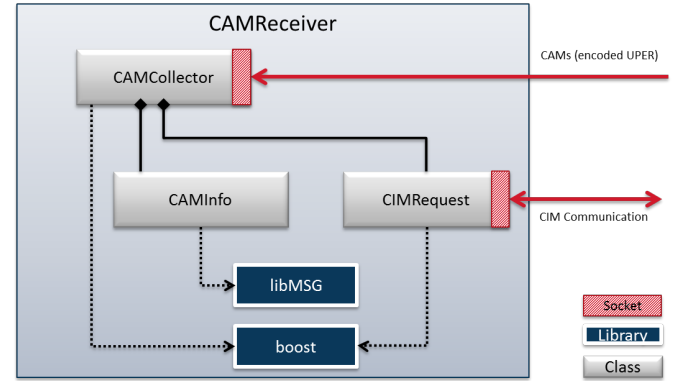 CAMReceiver
CAMs (encoded UPER)
CAMCollector
CAMInfo
CIMRequest
CIM Communication
libMSG
Socket
Library
boost
Class